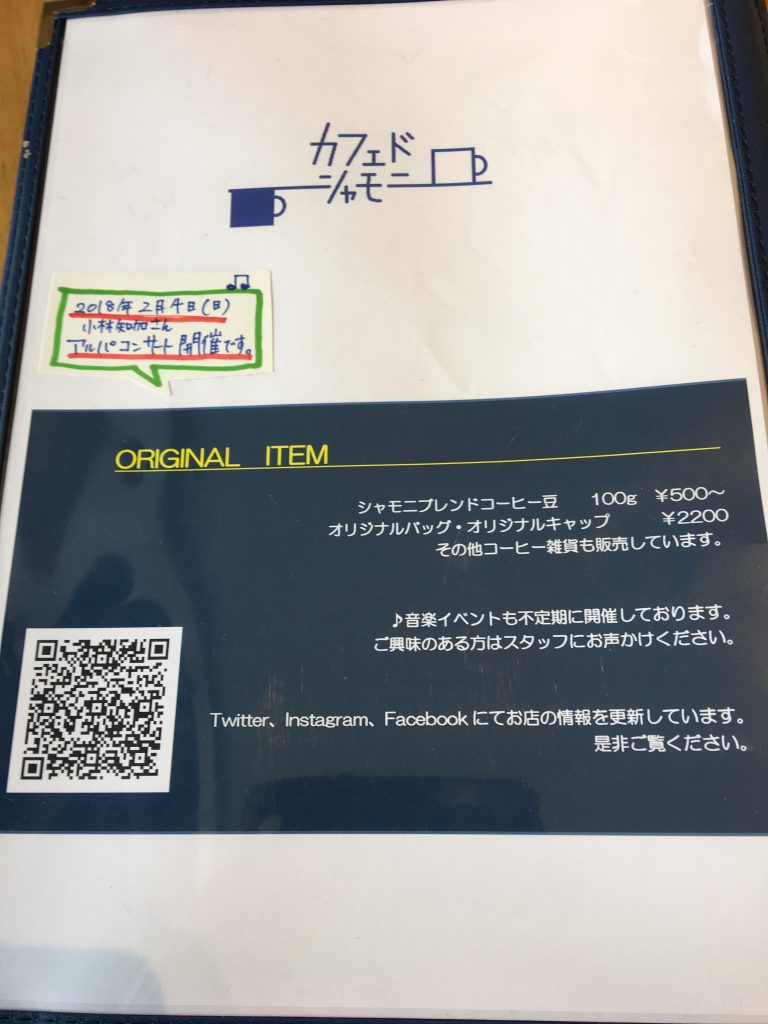 カフェド
シャモニ
2018年2月4日(日)
小林知加さん
アルパコンサート開催です。
ORIGINAL ITEM
シャモニブレンドコーヒー豆 100g ¥500～
オリジナルバッグ・オリジナルキャップ ¥2200
その他コーヒー雑貨も販売しています。
♪音楽イベントも不定期に開催しております。
ご興味のある方はスタッフにお声かけください。
Twitter、Instagram、Facebookにてお店の情報を更新しています。
是非ご覧ください。